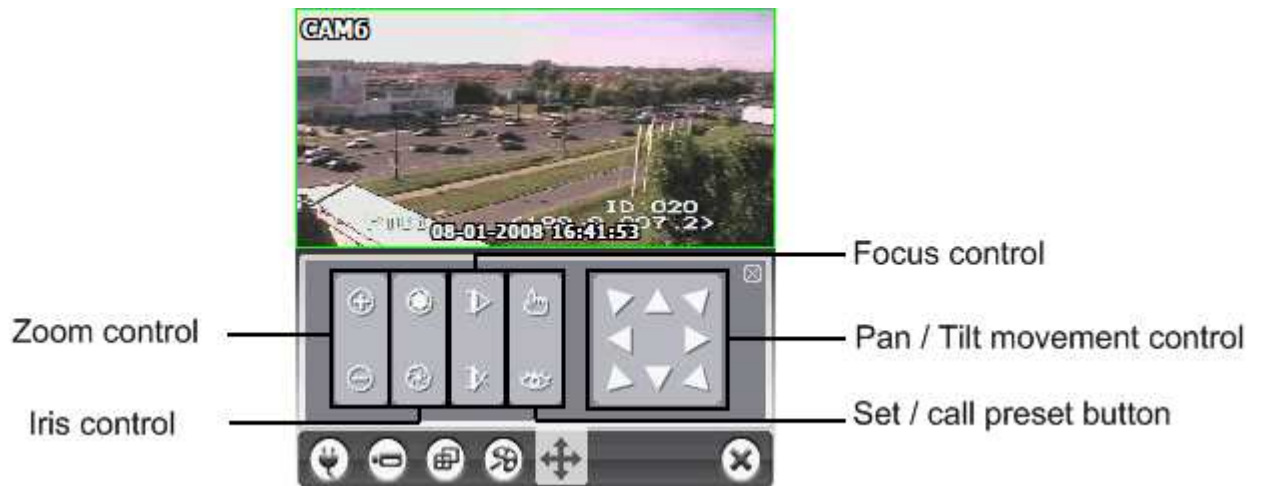 CAM6
ID 020
2>
08-01-2008 16:41:53
Focus control
Zoom control
Pan / Tilt movement control
Set / call preset button
Iris control